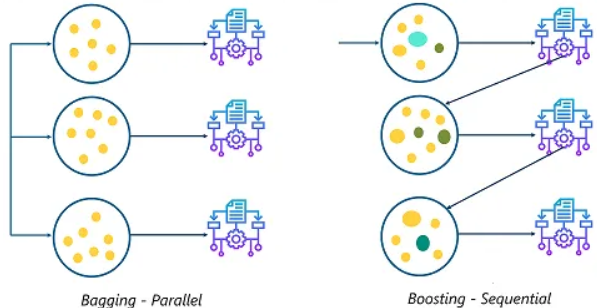 Bagging - Parallel
Boosting - Sequential